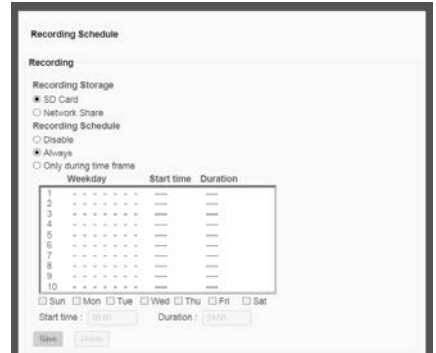 Recording Schedule
Recording
Recording Storage
SD Card
Network Share
Recording Schedule
Disable
Always
Only during time frame
Weekday Start time Duration
1 - - - - - - - ---- ----
2 - - - - - - - ---- ----
3 - - - - - - - ---- ----
4 - - - - - - - ---- ----
5 - - - - - - - ---- ----
6 - - - - - - - ---- ----
7 - - - - - - - ---- ----
8 - - - - - - - ---- ----
9 - - - - - - - ---- ----
10 - - - - - - - ---- ----
Sun Mon Tue Wed Thu Fri Sat
Start time : 00:00 Duration :
Save Delete